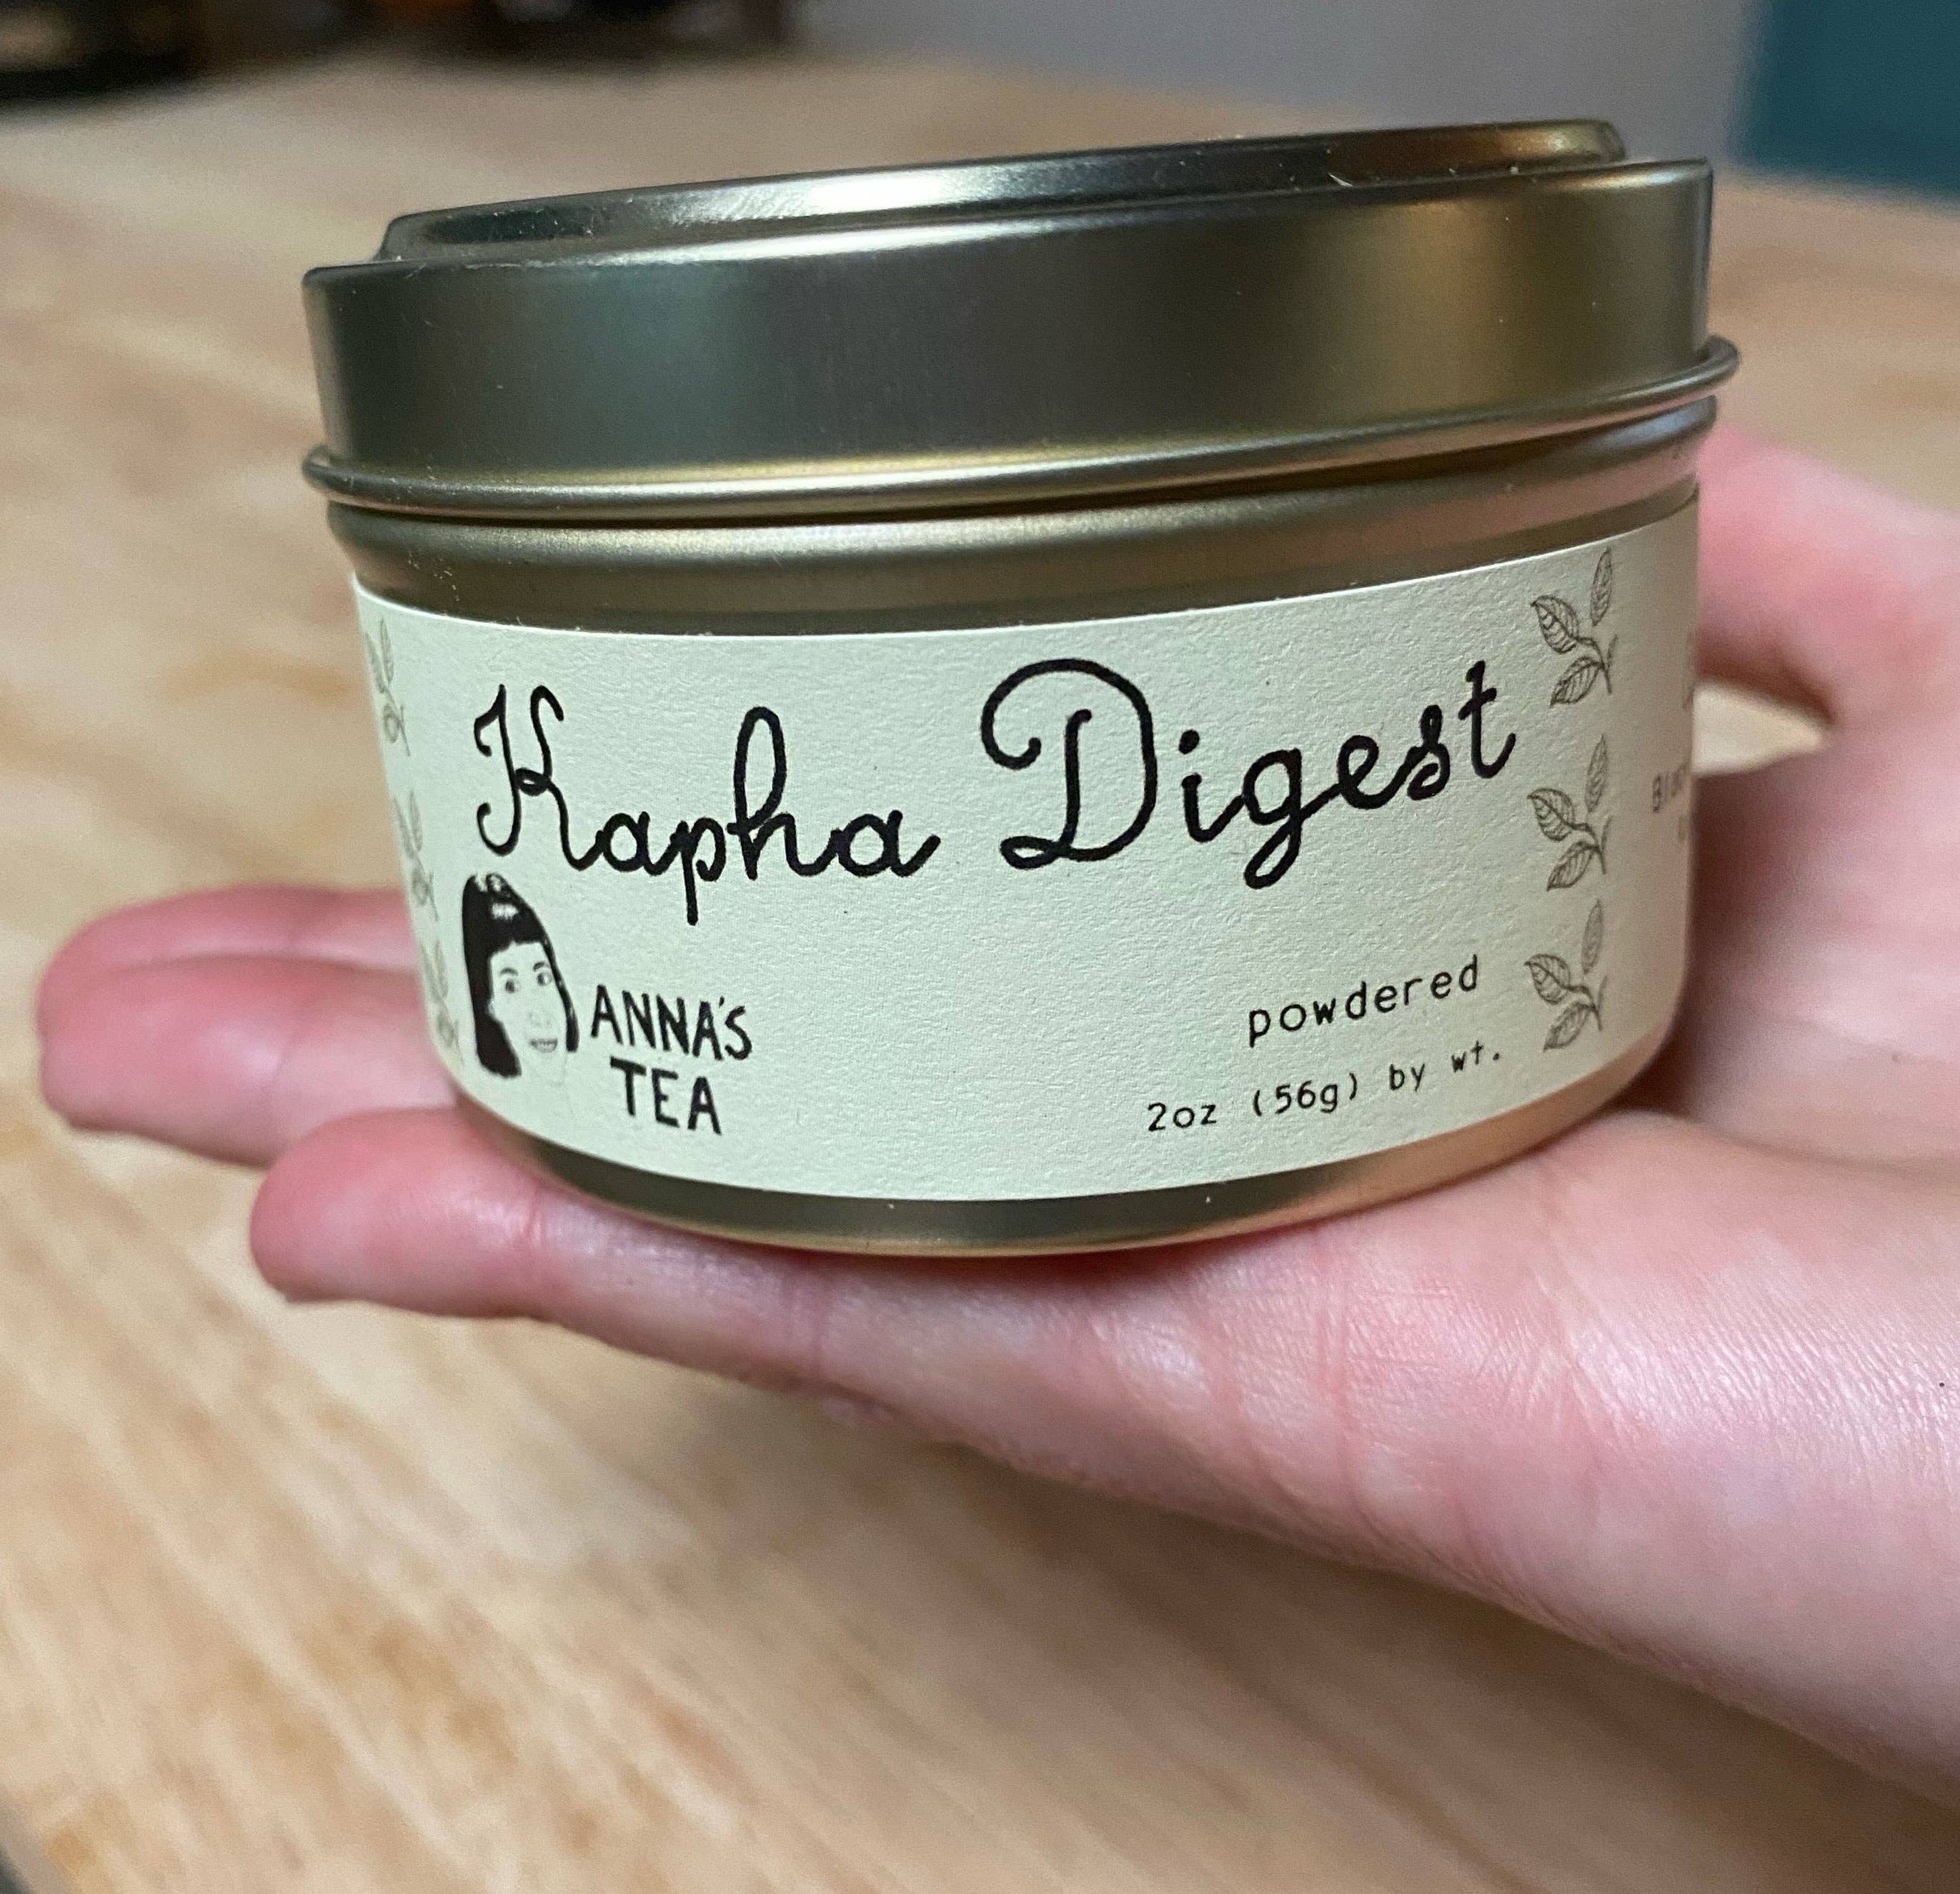 Kapha Digest
ANNA'S
TEA
powdered
2oz (56g) by wt.